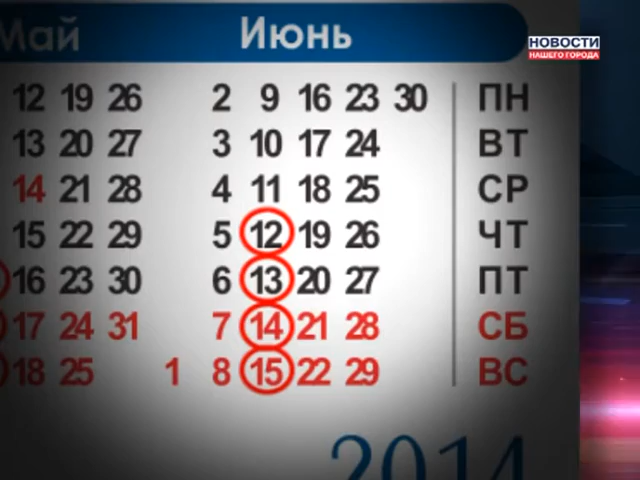 Май Июнь
НОВОСТИ
НАШЕГО ГОРОДА
12 19 26 2 9 16 23 30 ПН
13 20 27 3 10 17 24 ВТ
14 21 28 4 11 18 25 СР
15 22 29 5 12 19 26 ЧТ
16 23 30 6 13 20 27 ПТ
17 24 31 7 14 21 28 СБ
18 25 1 8 15 22 29 ВС
2014